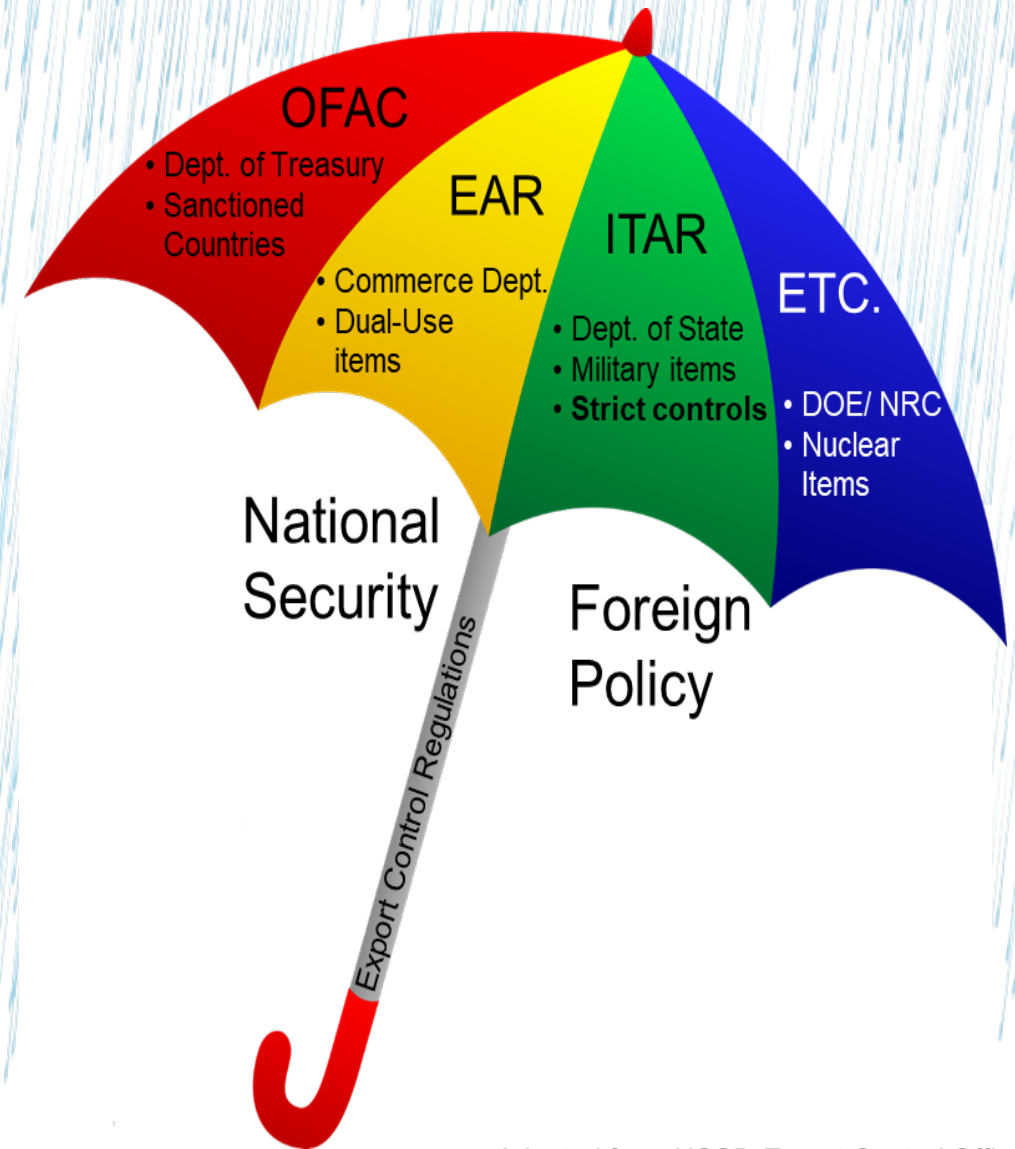 OFAC
• Dept. of Treasury
• Sanctioned
Countries
EAR
• Commerce Dept.
• Dual-Use
items
ITAR
• Dept. of State
• Military items
• Strict controls
ETC.
• DOE/ NRC
• Nuclear
Items
National
Security
Foreign
Policy
Export Control Regulations